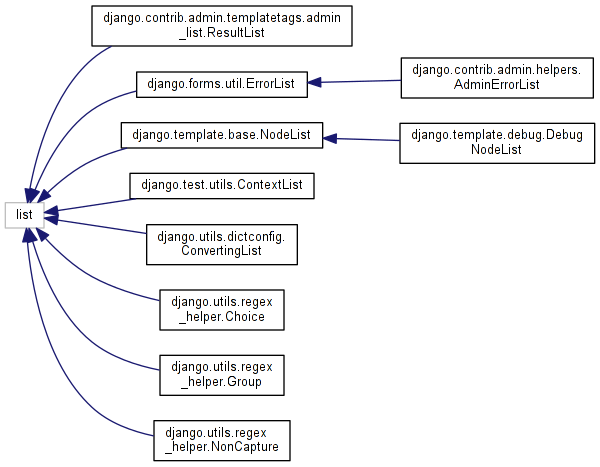 django.contrib.admin.templatetags.admin
_list.ResultList
django.forms.util.ErrorList
django.contrib.admin.helpers.
AdminErrorList
django.template.base.NodeList
django.template.debug.Debug
NodeList
django.test.utils.ContextList
list
django.utils.dictconfig.
ConvertingList
django.utils.regex
_helper.Choice
django.utils.regex
_helper.Group
django.utils.regex
_helper.NonCapture